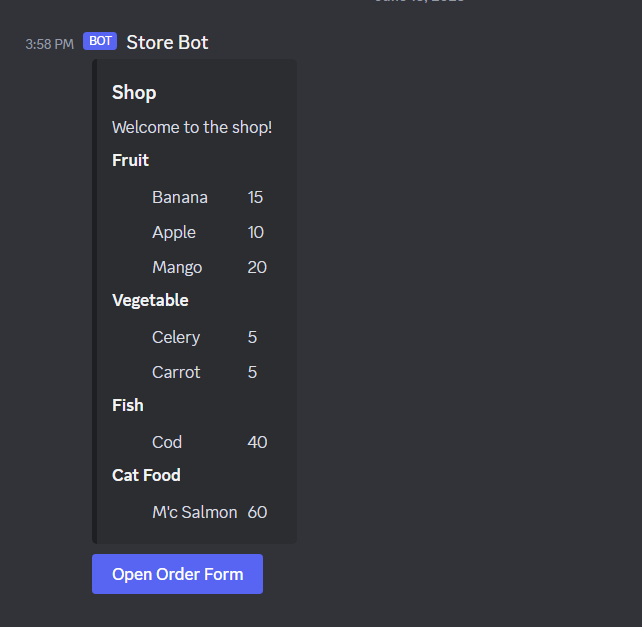 3:58 PM BOT Store Bot
Shop
Welcome to the shop!
Fruit
Banana 15
Apple 10
Mango 20
Vegetable
Celery 5
Carrot 5
Fish
Cod 40
Cat Food
M'c Salmon 60
Open Order Form